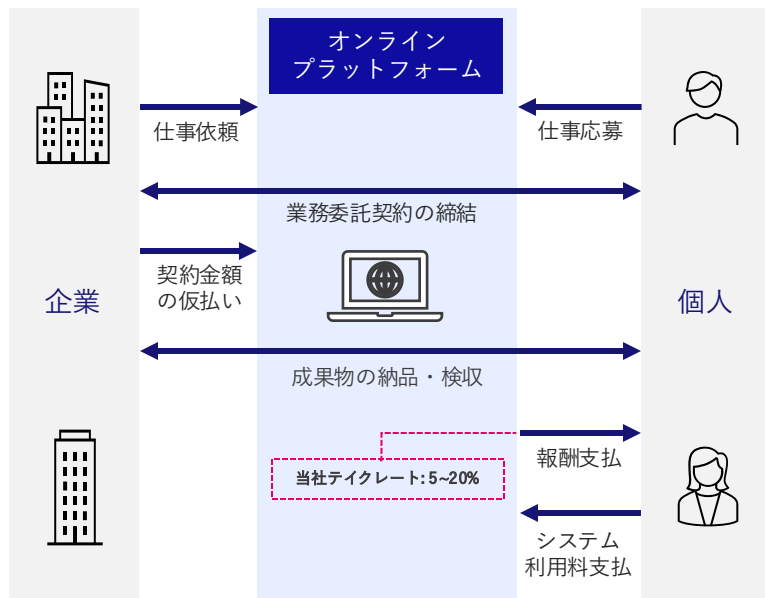 オンライン
プラットフォーム
仕事依頼
仕事応募
業務委託契約の締結
契約金額
の仮払い
企業
個人
成果物の納品・検収
報酬支払
当社テイクレート:5~20%
システム
利用料支払